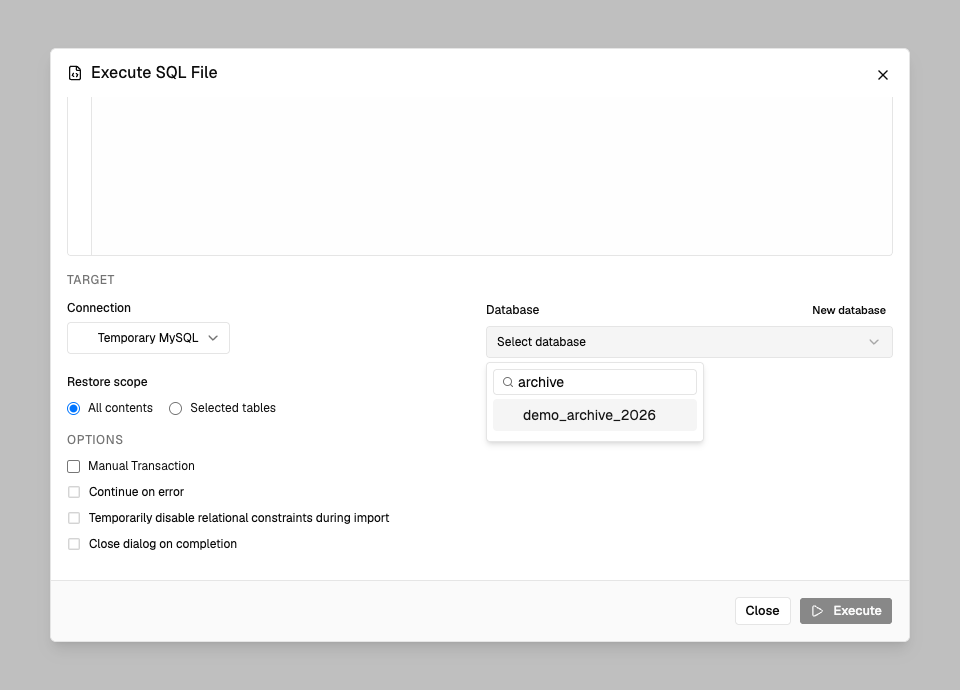 Execute SQL File
TARGET
Connection
Database
New database
Temporary MySQL
Select database
archive
demo_archive_2026
Restore scope
All contents
Selected tables
OPTIONS
Manual Transaction
Continue on error
Temporarily disable relational constraints during import
Close dialog on completion
Close
Execute